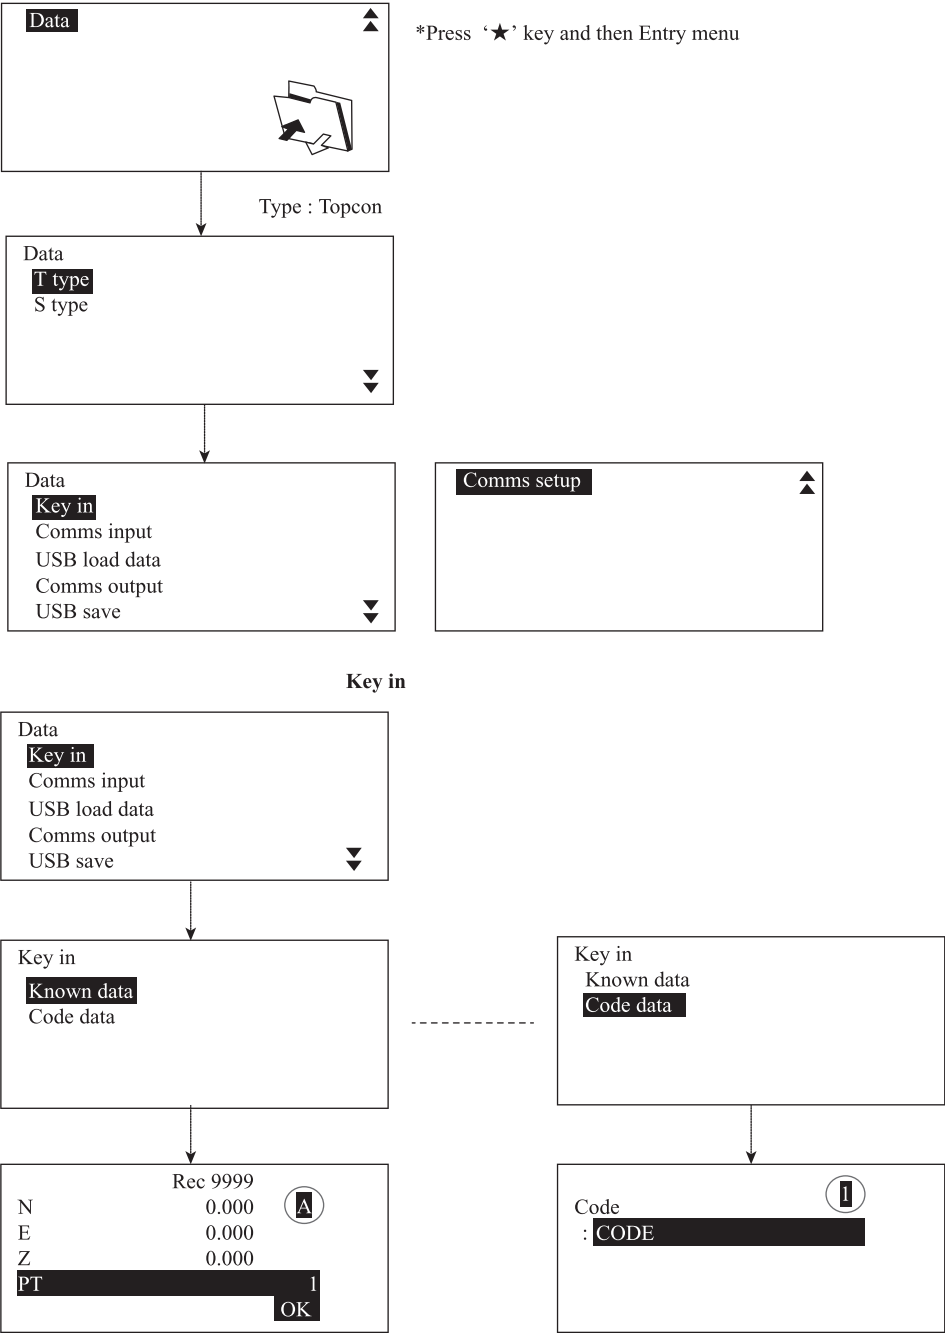 Data
*Press ‘★’ key and then Entry menu
Type : Topcon
Data
T type
S type
Data
Key in
Comms input
USB load data
Comms output
USB save
Comms setup
Key in
Data
Key in
Comms input
USB load data
Comms output
USB save
Key in
Known data
Code data
Key in
Known data
Code data
Rec 9999
N 0.000 A
E 0.000
Z 0.000
PT 1
OK
1
Code
: CODE